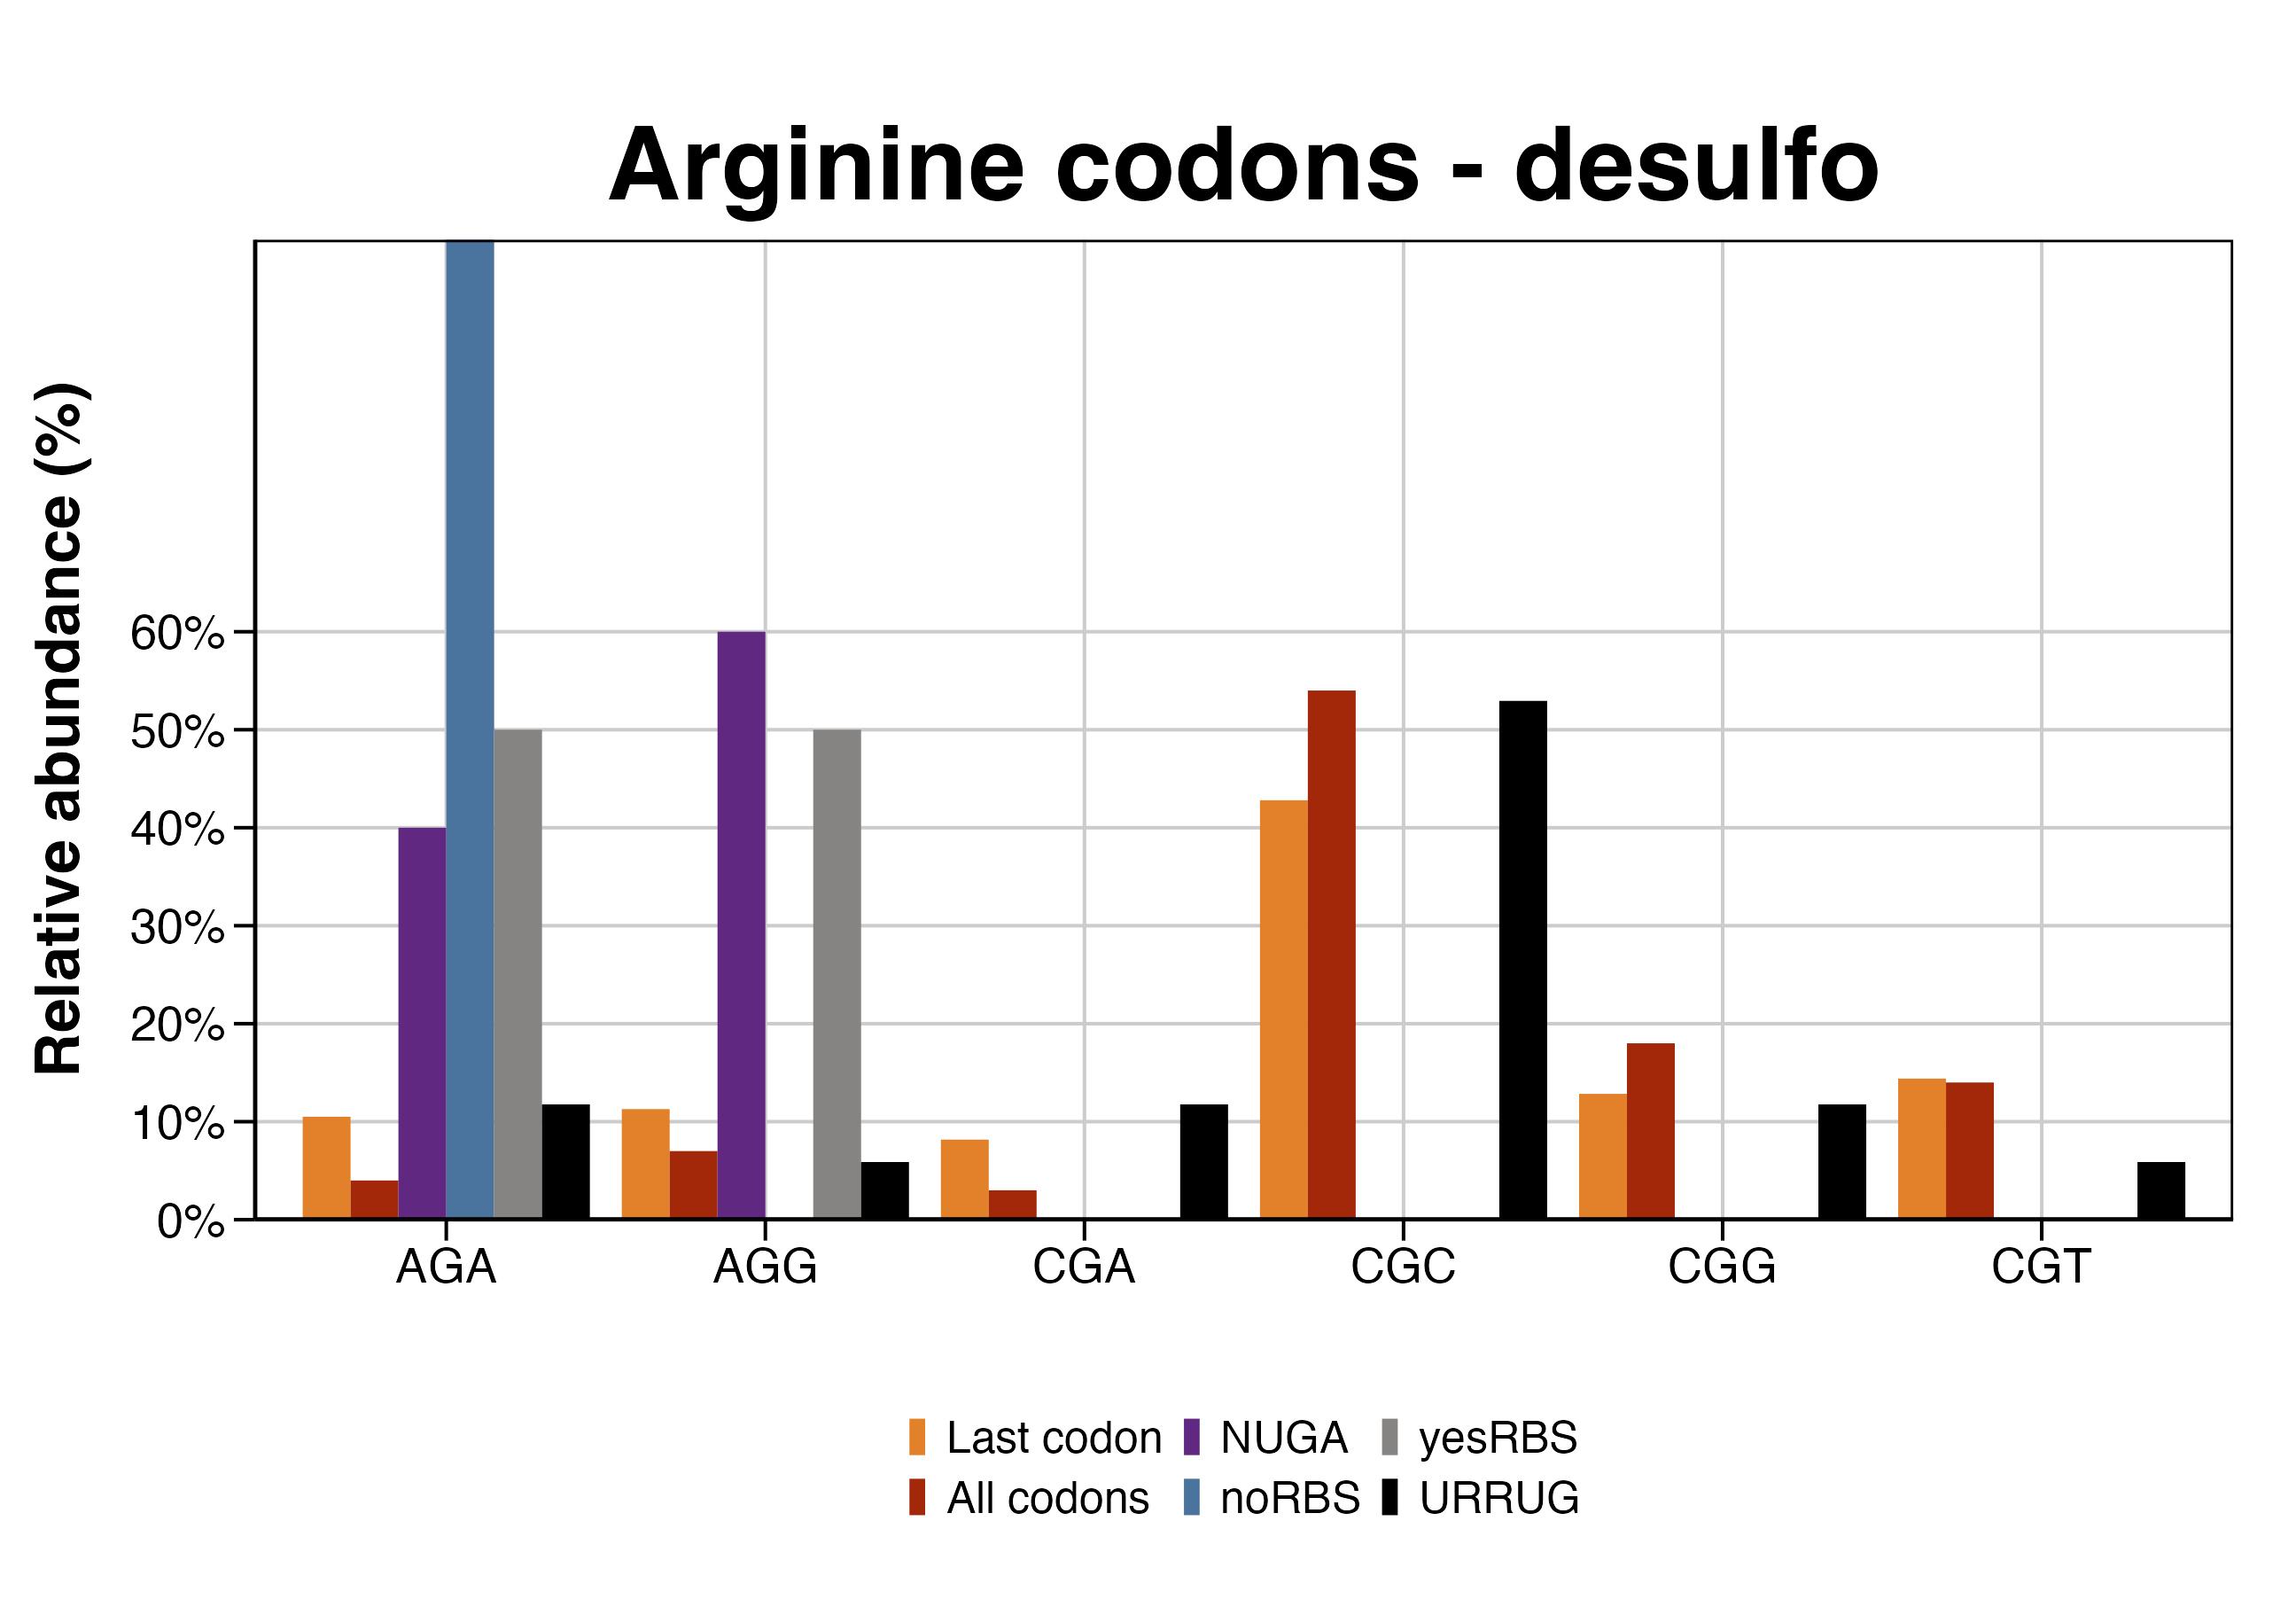 Arginine codons - desulfo
Relative abundance (%)
60%
50%
40%
30%
20%
10%
0%
AGA AGG CGA CGC CGG CGT
Last codon NUGA yesRBS
All codons noRBS URRUG